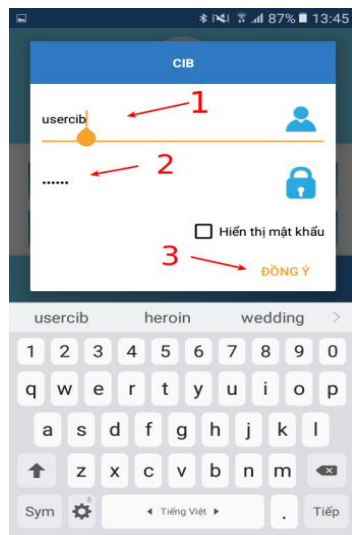 87% 13:45
CIB
usercib
1
2
••••••
Hiển thị mật khẩu
3
ĐỒNG Ý
usercib heroin wedding >
1 2 3 4 5 6 7 8 9 0
q w e r t y u i o p
a s d f g h j k l
z x c v b n m
Sym Tiếng Việt . Tiếp